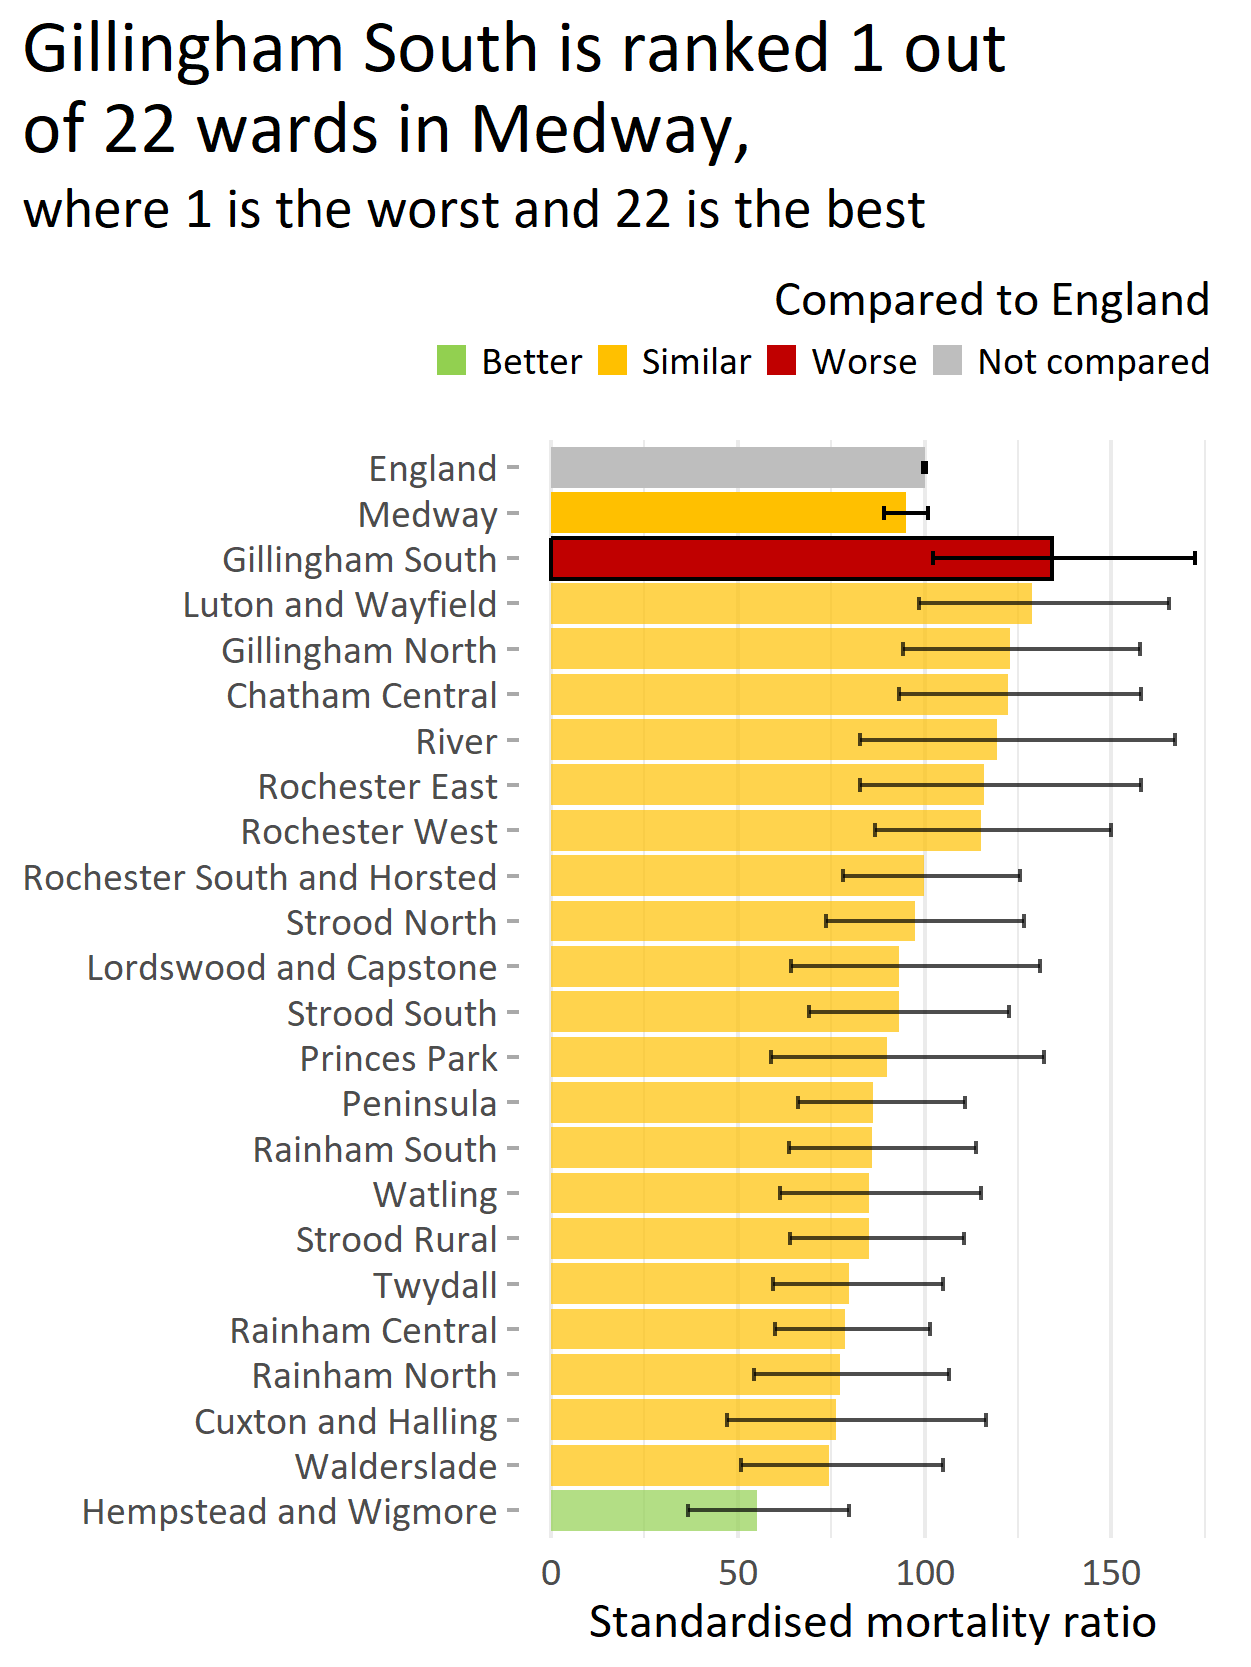 Gillingham South is ranked 1 out
of 22 wards in Medway,
where 1 is the worst and 22 is the best
Compared to England
Better Similar Worse Not compared
England
Medway
Gillingham South
Luton and Wayfield
Gillingham North
Chatham Central
River
Rochester East
Rochester West
Rochester South and Horsted
Strood North
Lordswood and Capstone
Strood South
Princes Park
Peninsula
Rainham South
Watling
Strood Rural
Twydall
Rainham Central
Rainham North
Cuxton and Halling
Walderslade
Hempstead and Wigmore
0 50 100 150
Standardised mortality ratio